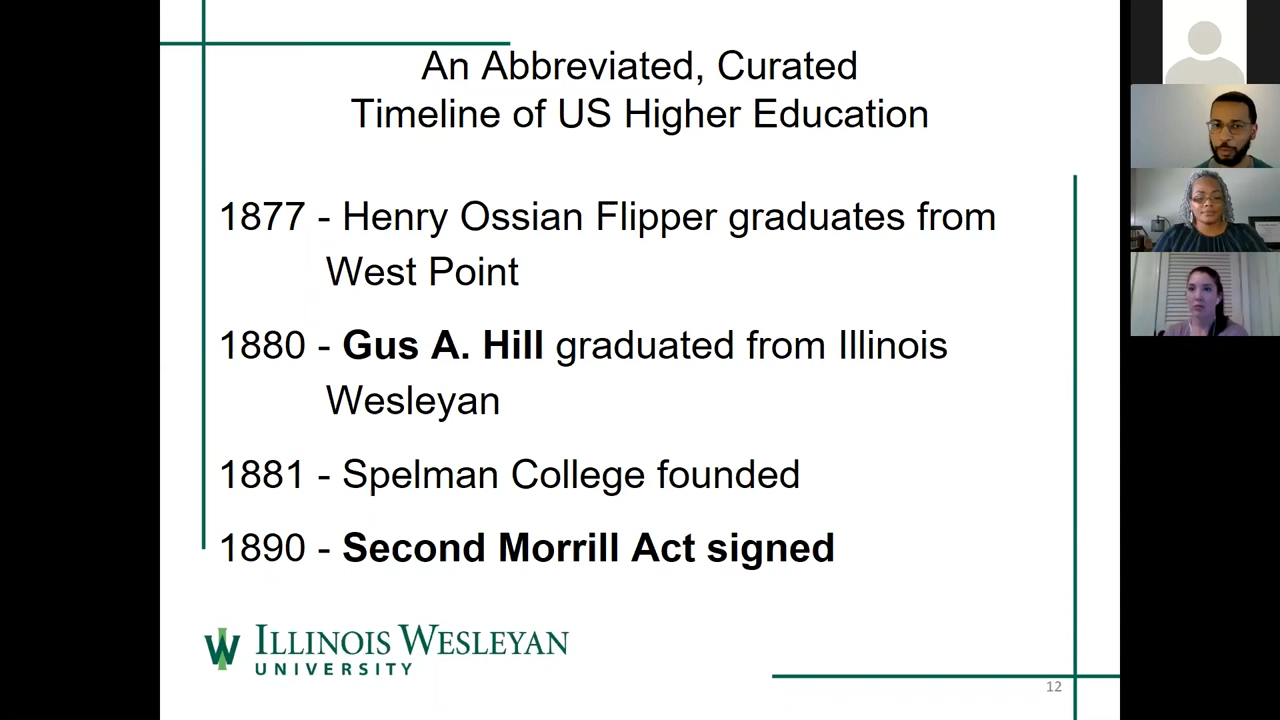 An Abbreviated, Curated
Timeline of US Higher Education
1877 - Henry Ossian Flipper graduates from
West Point
1880 - Gus A. Hill graduated from Illinois
Wesleyan
1881 - Spelman College founded
1890 - Second Morrill Act signed
W
ILLINOIS WESLEYAN
UNIVERSITY
12